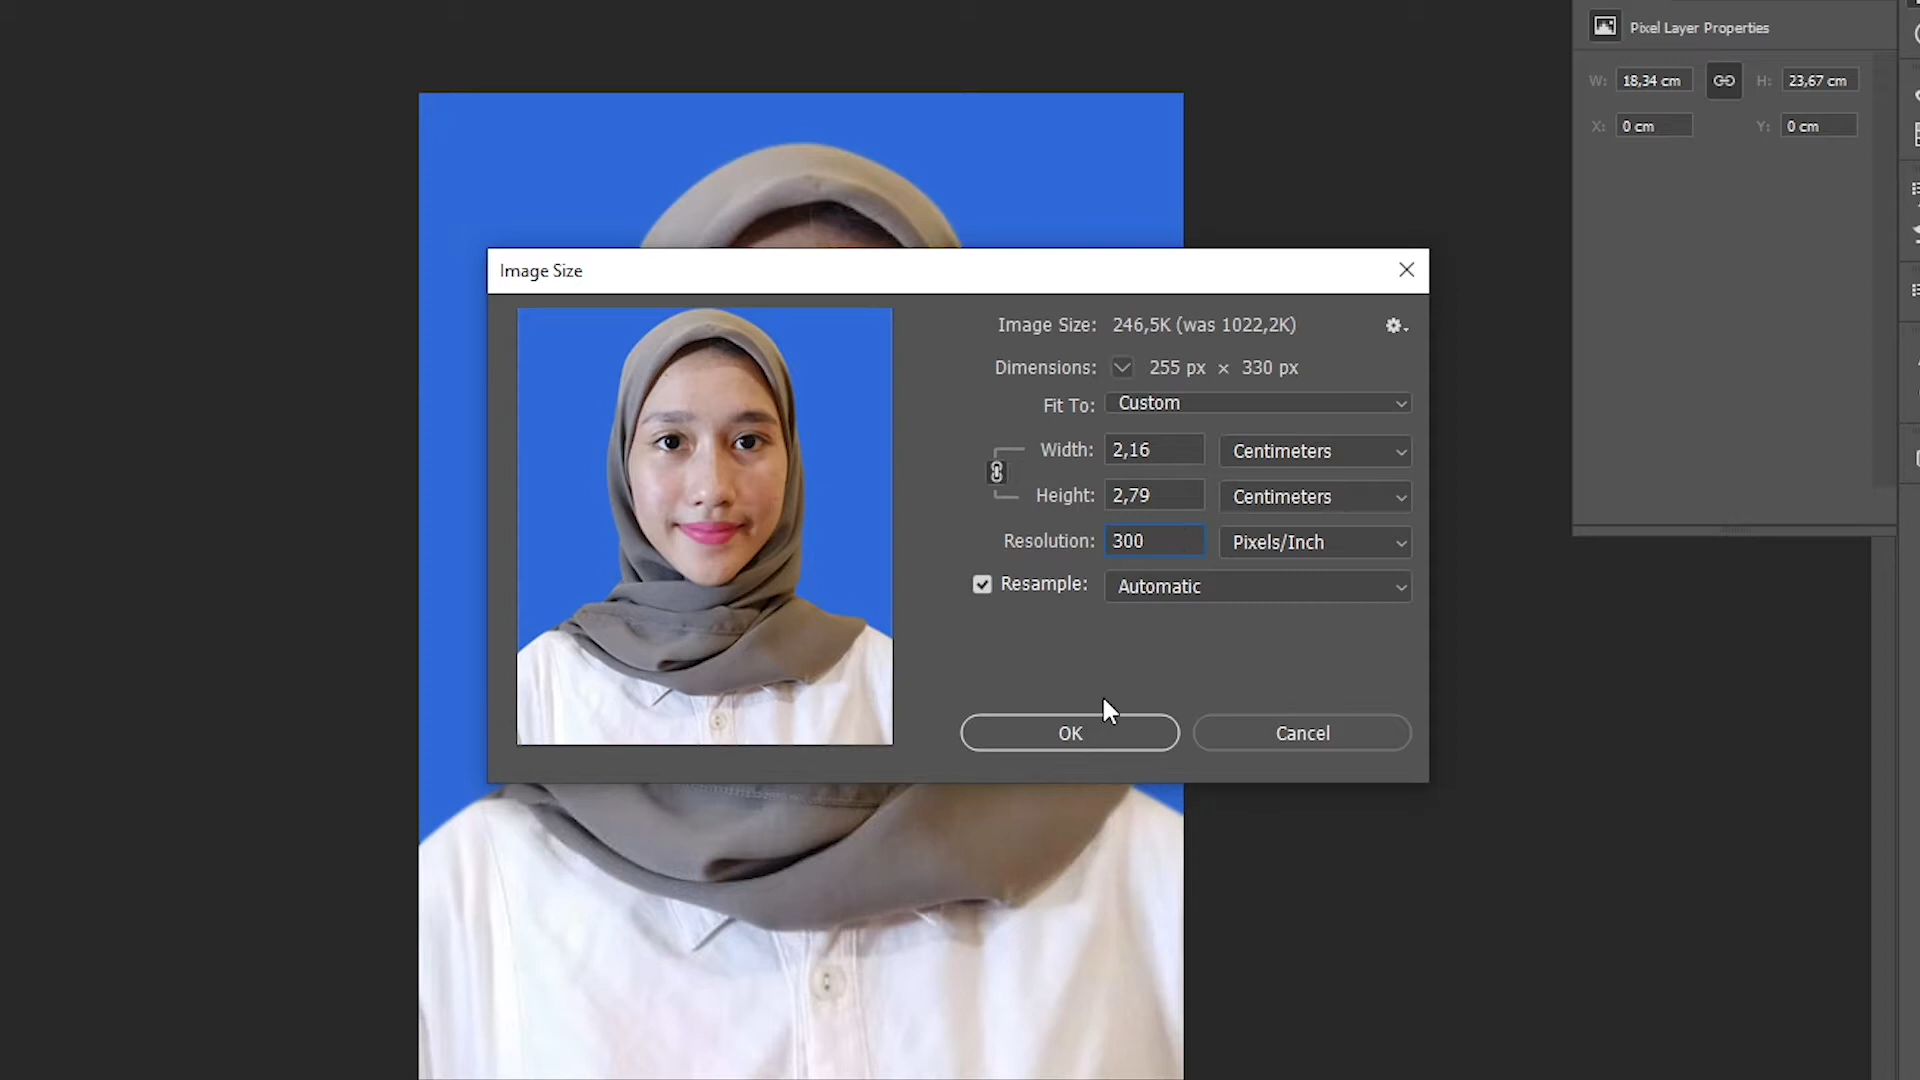 Pixel Layer Properties
W: 18,34 cm H: 23,67 cm
X: 0 cm Y: 0 cm
Image Size
Image Size: 246,5K (was 1022,2K)
Dimensions: 255 px × 330 px
Fit To: Custom
Width: 2,16 Centimeters
Height: 2,79 Centimeters
Resolution: 300 Pixels/Inch
Resample: Automatic
OK Cancel